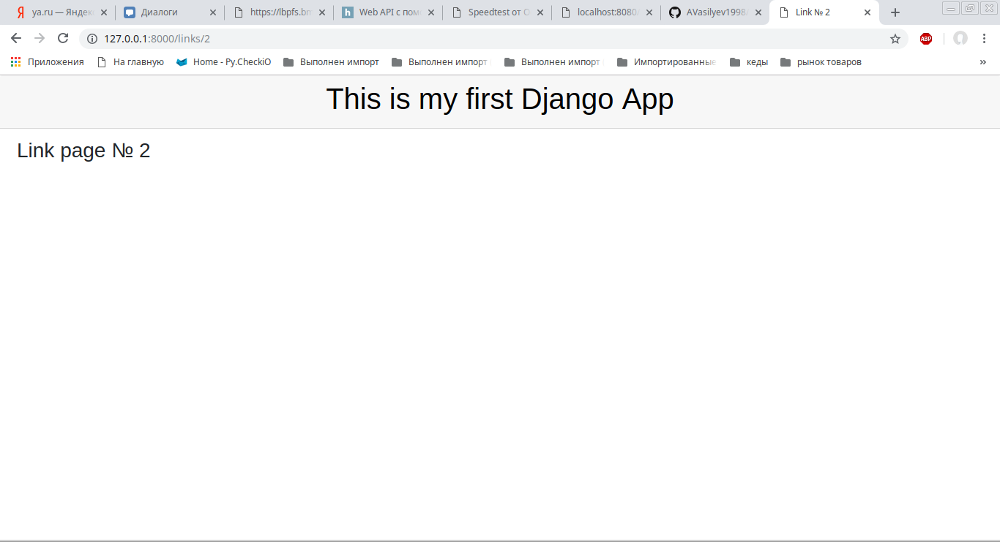 ya.ru — Яндекс Диалоги https://lbpfs.bm Web API с пом Speedtest от О localhost:8080/ AVasilyev1998/ Link № 2
127.0.0.1:8000/links/2 ABP
Приложения На главную Home - Py.CheckiO Выполнен импорт Выполнен импорт Выполнен импорт Импортированные кеды рынок товаров »
This is my first Django App
Link page № 2